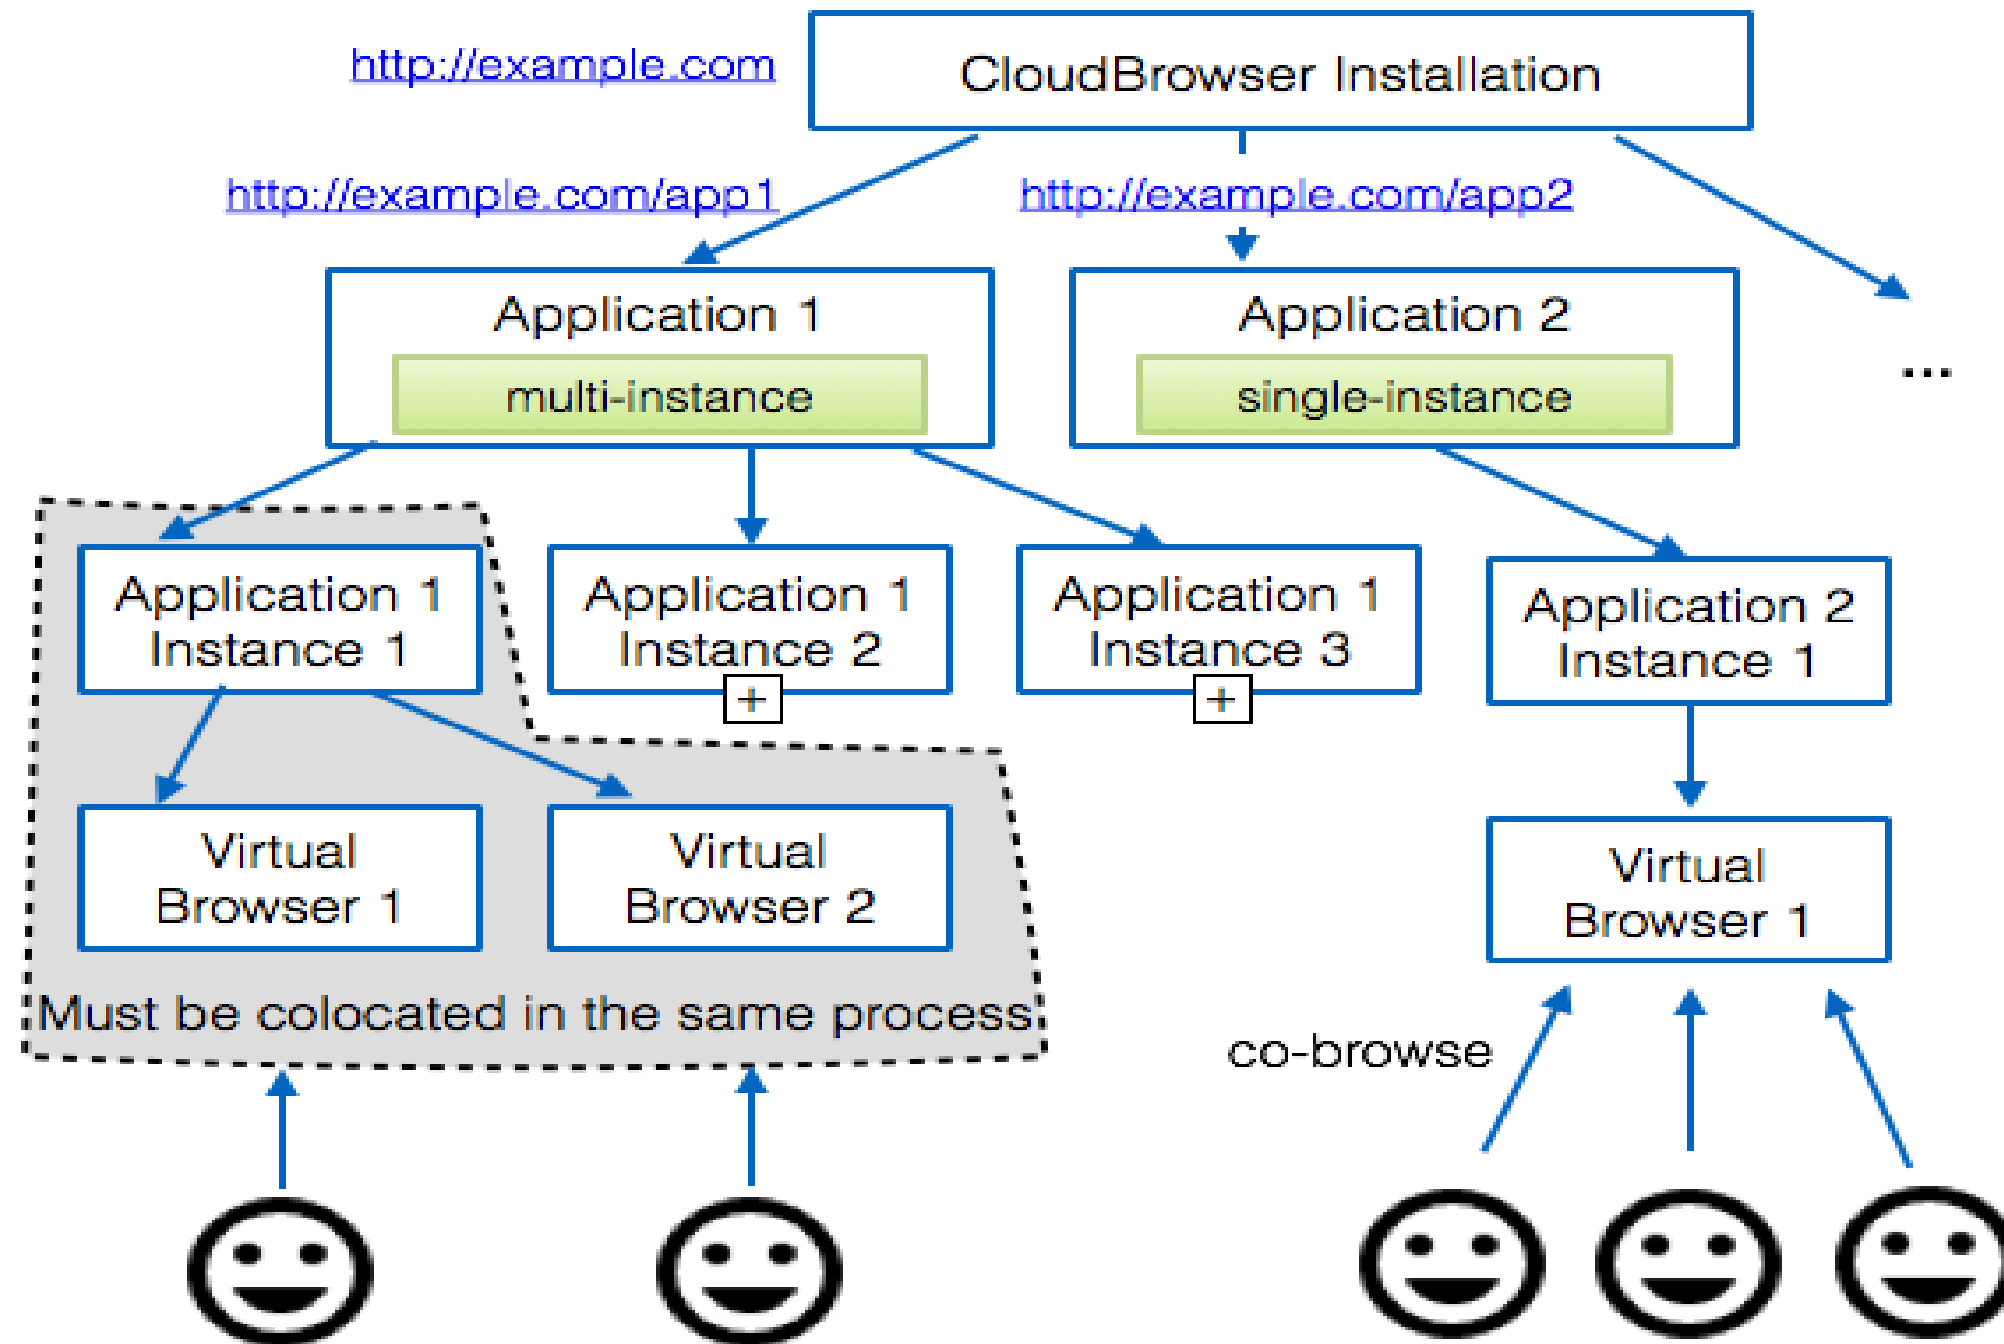 http://example.com
CloudBrowser Installation
http://example.com/app1
http://example.com/app2
Application 1
multi-instance
Application 2
single-instance
...
Application 1
Instance 1
Application 1
Instance 2
+
Application 1
Instance 3
+
Application 2
Instance 1
Virtual
Browser 1
Virtual
Browser 2
Virtual
Browser 1
Must be colocated in the same process
co-browse